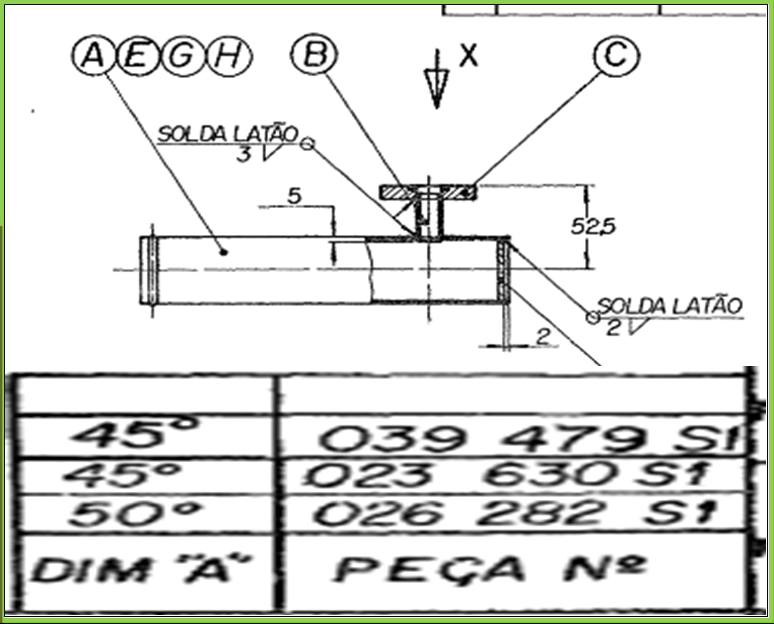 A E G H B X C
SOLDA LATÃO
3
5
52,5
SOLDA LATÃO
2
2
45° 039 479 S1
45° 023 630 S1
50° 026 282 S1
DIM "A" PEÇA Nº